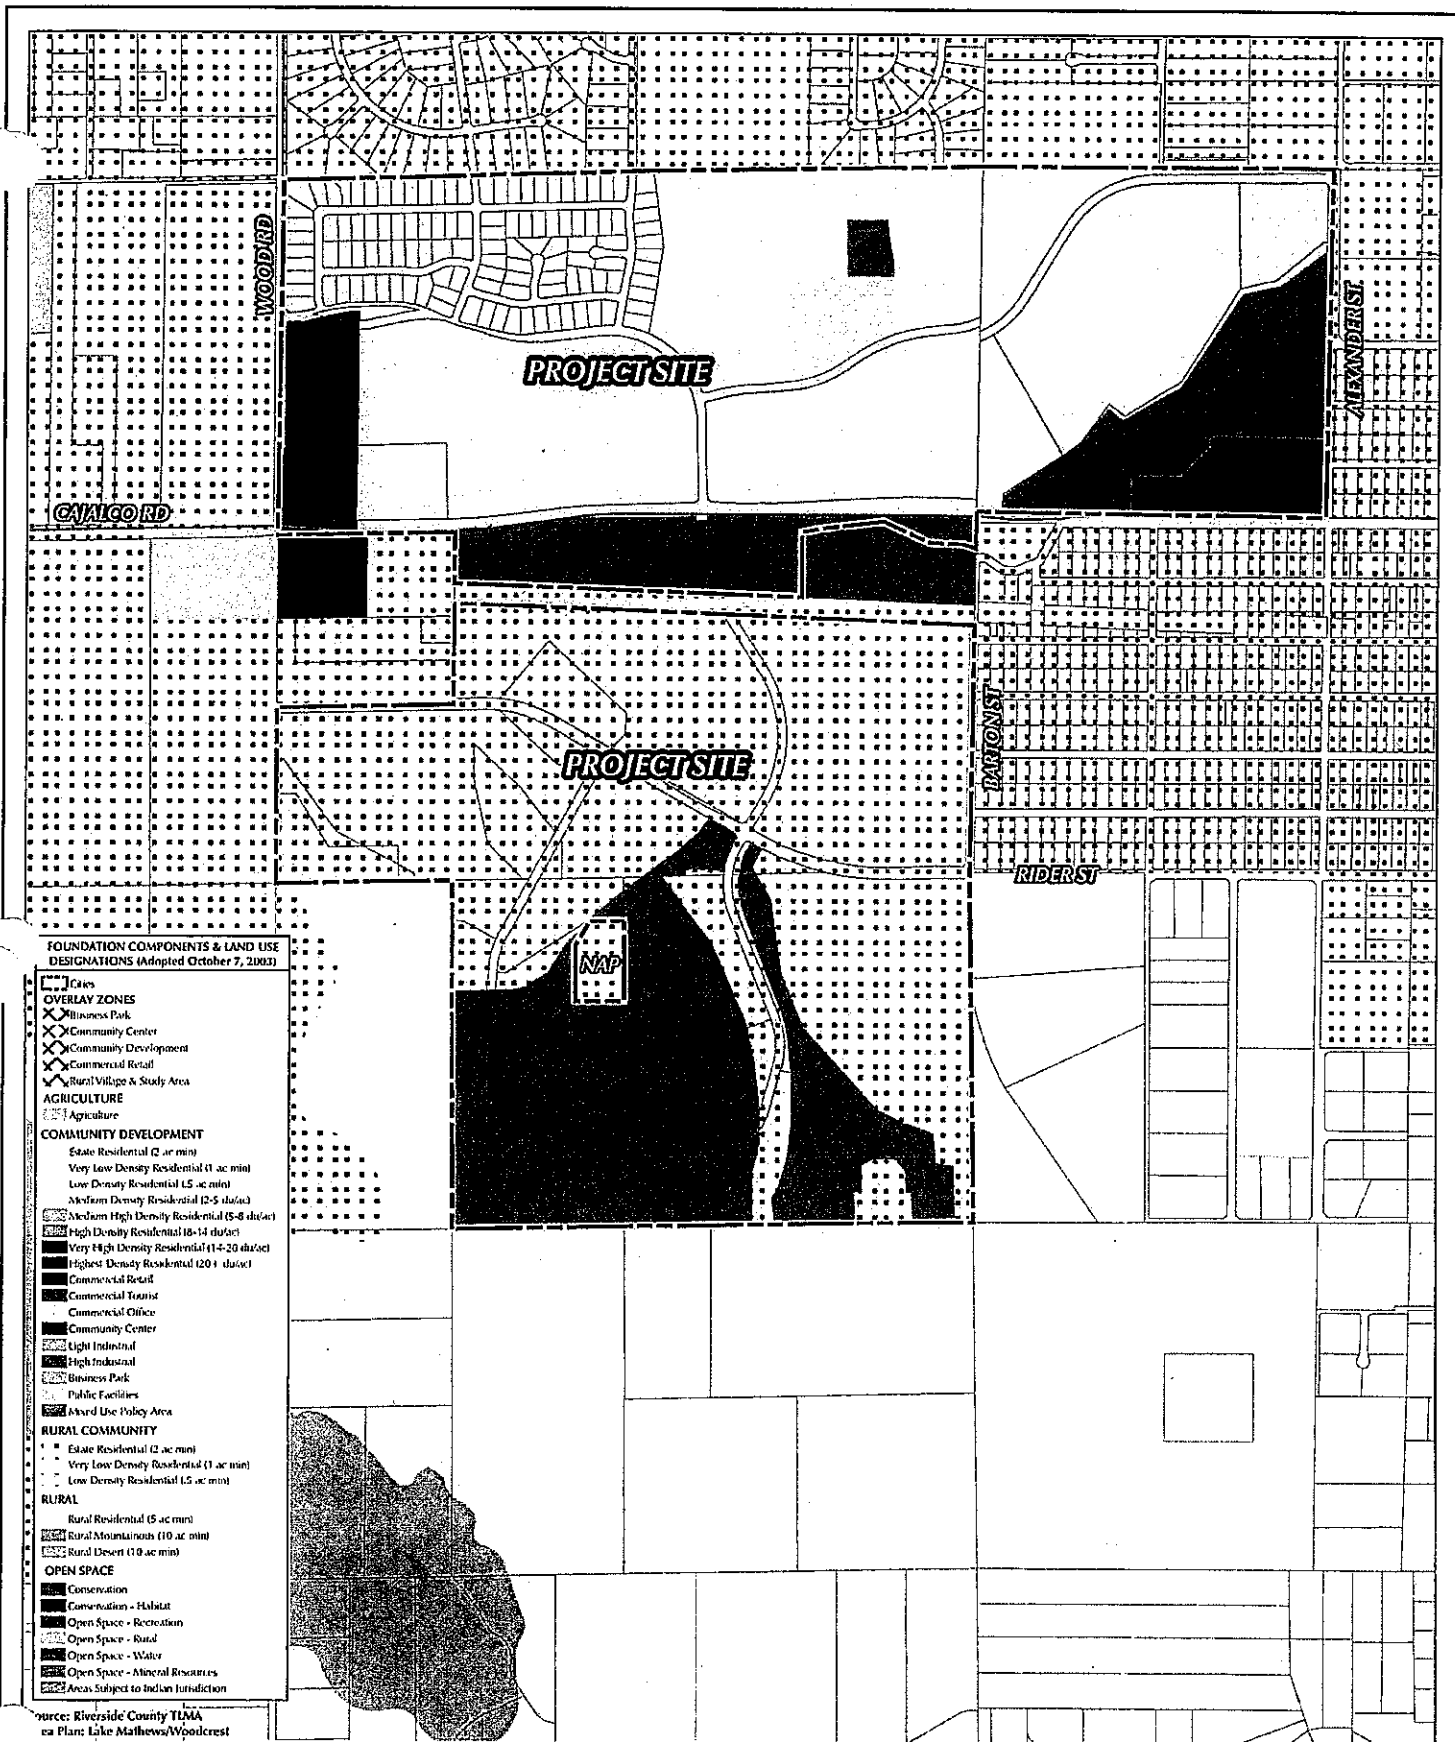 WOOD RD
PROJECT SITE
ALEXANDER ST.
CAJALCO RD
BARTON ST
PROJECT SITE
RIDER ST
NAP
FOUNDATION COMPONENTS & LAND USE
DESIGNATIONS (Adopted October 7, 2003)
Cities
OVERLAY ZONES
Business Park
Community Center
Community Development
Commercial Retail
Rural Village & Study Area
AGRICULTURE
Agriculture
COMMUNITY DEVELOPMENT
Estate Residential (2 ac min)
Very Low Density Residential (1 ac min)
Low Density Residential (.5 ac min)
Medium Density Residential (2-5 du/ac)
Medium High Density Residential (5-8 du/ac)
High Density Residential (8-14 du/ac)
Very High Density Residential (14-20 du/ac)
Highest Density Residential (20+ du/ac)
Commercial Retail
Commercial Tourist
Commercial Office
Community Center
Light Industrial
High Industrial
Business Park
Public Facilities
Mixed Use Policy Area
RURAL COMMUNITY
Estate Residential (2 ac min)
Very Low Density Residential (1 ac min)
Low Density Residential (.5 ac min)
RURAL
Rural Residential (5 ac min)
Rural Mountainous (10 ac min)
Rural Desert (10 ac min)
OPEN SPACE
Conservation
Conservation - Habitat
Open Space - Recreation
Open Space - Rural
Open Space - Water
Open Space - Mineral Resources
Areas Subject to Indian Jurisdiction
ource: Riverside County TLMA
ea Plan: Lake Mathews/Woodcrest